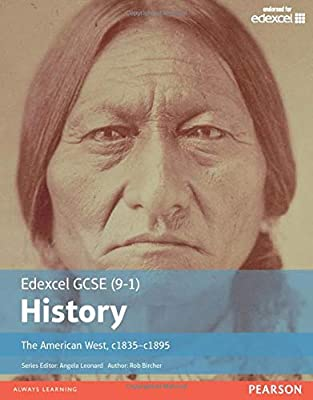 endorsed for
edexcel
Edexcel GCSE (9-1)
History
The American West, c1835–c1895
Series Editor: Angela Leonard Author: Rob Bircher
ALWAYS LEARNING
PEARSON